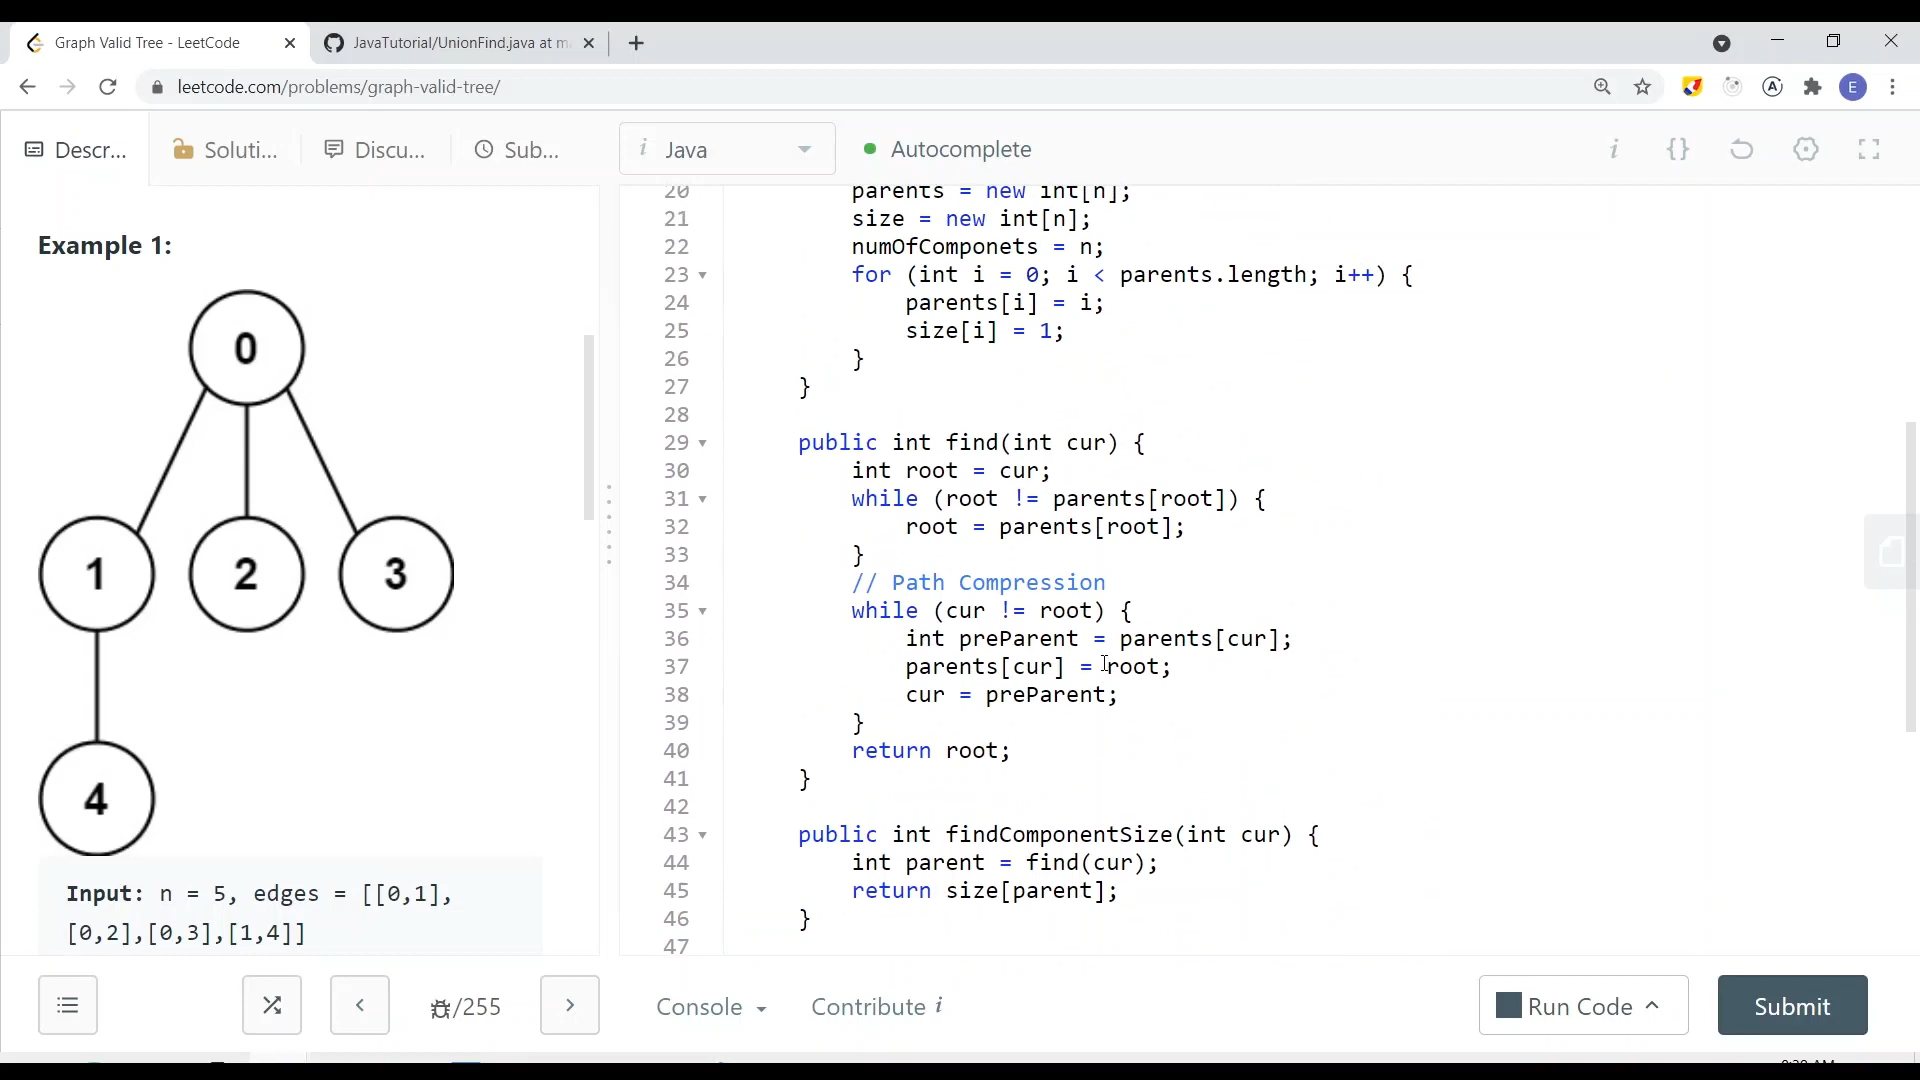 Graph Valid Tree - LeetCode
JavaTutorial/UnionFind.java at m
leetcode.com/problems/graph-valid-tree/
E
Descr...
Soluti...
Discu...
Sub...
i Java
Autocomplete
i {}
Example 1:
0
1 2 3
4
Input: n = 5, edges = [[0,1],
[0,2],[0,3],[1,4]]
20 parents = new int[n];
21 size = new int[n];
22 numOfComponets = n;
23 for (int i = 0; i < parents.length; i++) {
24 parents[i] = i;
25 size[i] = 1;
26 }
27 }
28
29 public int find(int cur) {
30 int root = cur;
31 while (root != parents[root]) {
32 root = parents[root];
33 }
34 // Path Compression
35 while (cur != root) {
36 int preParent = parents[cur];
37 parents[cur] = root;
38 cur = preParent;
39 }
40 return root;
41 }
42
43 public int findComponentSize(int cur) {
44 int parent = find(cur);
45 return size[parent];
46 }
47
/255
Console
Contribute i
Run Code
Submit